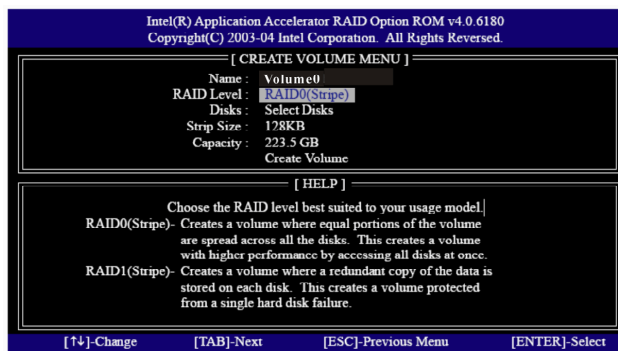 Intel(R) Application Accelerator RAID Option ROM v4.0.6180
Copyright(C) 2003-04 Intel Corporation. All Rights Reversed.
[ CREATE VOLUME MENU ]
Name : Volume0
RAID Level : RAID0(Stripe)
Disks : Select Disks
Strip Size : 128KB
Capacity : 223.5 GB
Create Volume
[ HELP ]
Choose the RAID level best suited to your usage model.
RAID0(Stripe)- Creates a volume where equal portions of the volume
are spread across all the disks. This creates a volume
with higher performance by accessing all disks at once.
RAID1(Stripe)- Creates a volume where a redundant copy of the data is
stored on each disk. This creates a volume protected
from a single hard disk failure.
[↑↓]-Change [TAB]-Next [ESC]-Previous Menu [ENTER]-Select